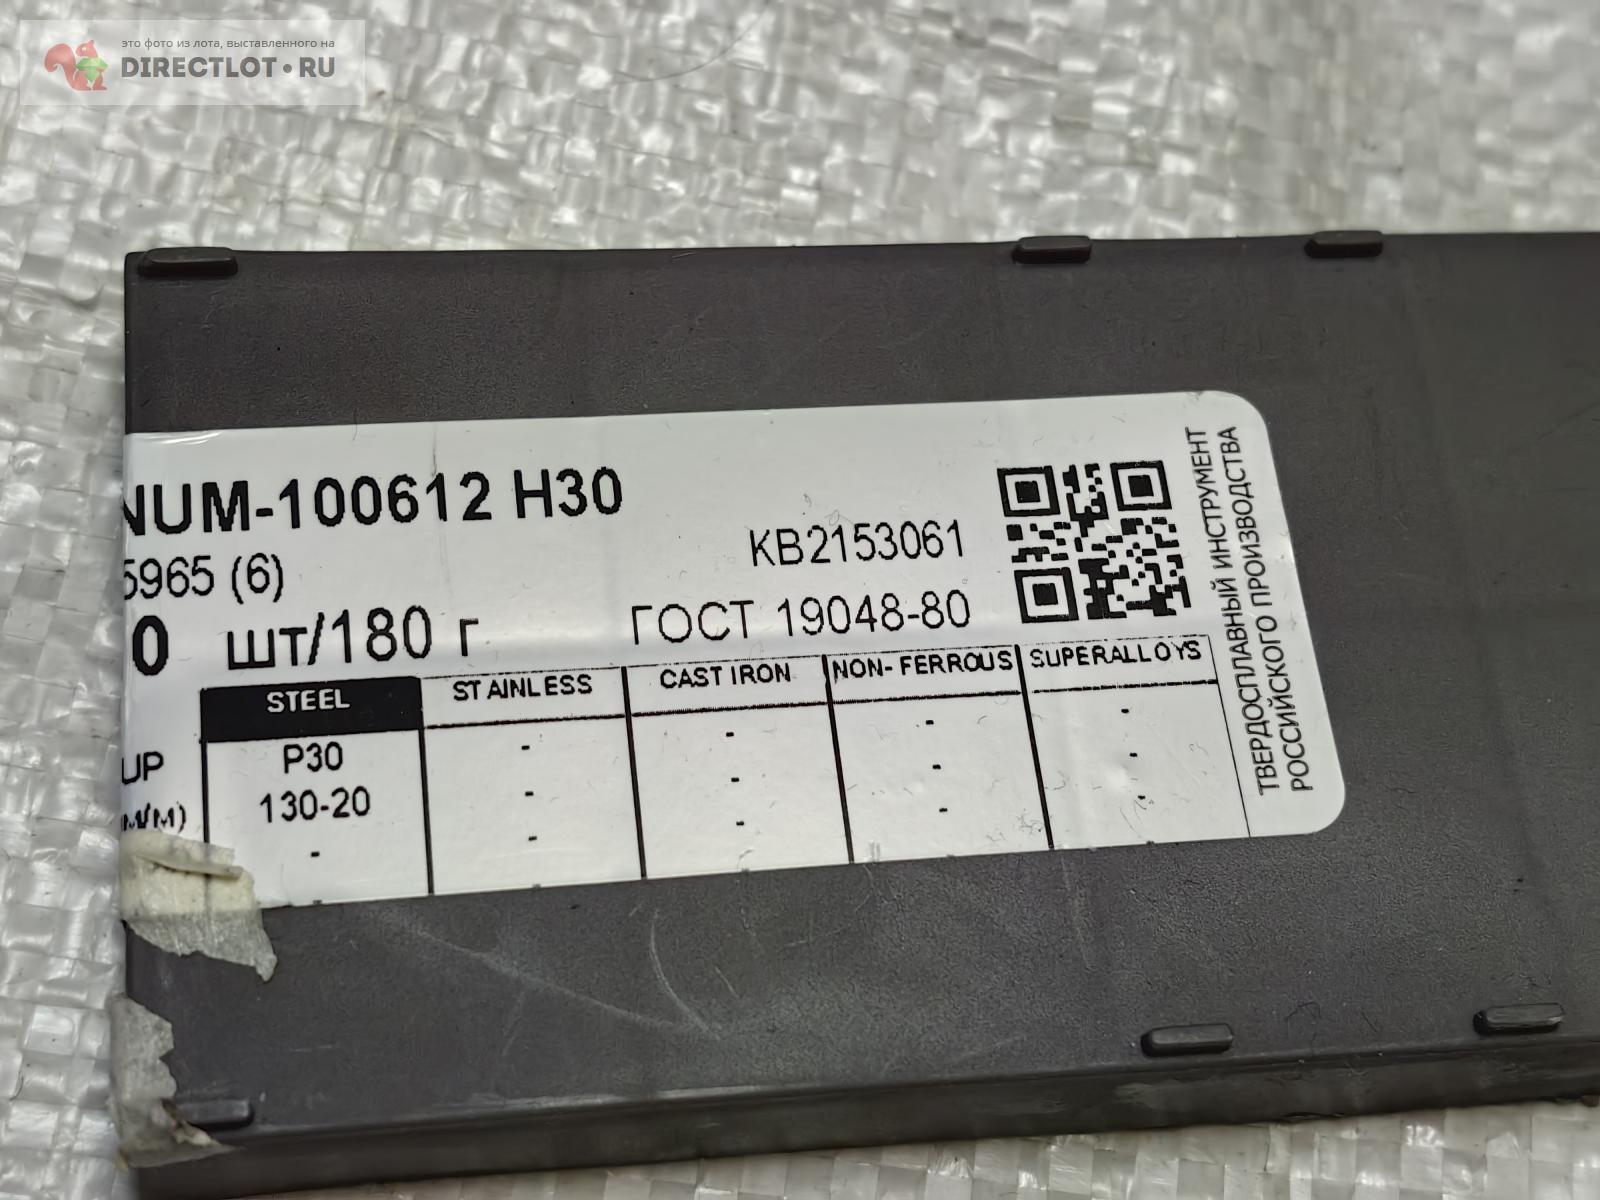 это фото из лота, выставленного на
DIRECTLOT•RU
NUM-100612 H30
5965 (6)
KB2153061
0 шт/180 г
ГОСТ 19048-80
STEEL STAINLESS CAST IRON NON-FERROUS SUPERALLOYS
UP P30 - - - -
M/M) 130-20 - - - -
- - - - -
ТВЕРДОСПЛАВНЫЙ ИНСТРУМЕНТ
РОССИЙСКОГО ПРОИЗВОДСТВА